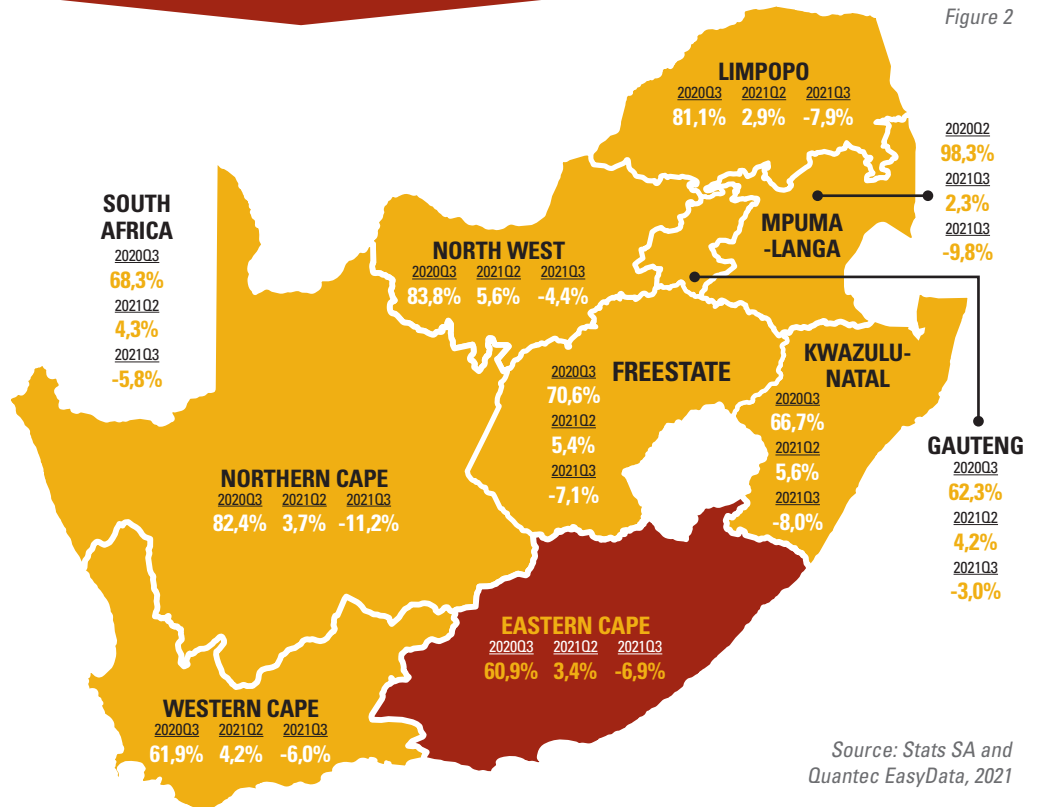 Figure 2
LIMPOPO
2020Q3 2021Q2 2021Q3
81,1% 2,9% -7,9%
2020Q2
98,3%
2021Q3
2,3%
2021Q3
-9,8%
MPUMA
-LANGA
SOUTH
AFRICA
2020Q3
68,3%
2021Q2
4,3%
2021Q3
-5,8%
NORTH WEST
2020Q3 2021Q2 2021Q3
83,8% 5,6% -4,4%
FREESTATE
2020Q3
70,6%
2021Q2
5,4%
2021Q3
-7,1%
KWAZULU-
NATAL
2020Q3
66,7%
2021Q2
5,6%
2021Q3
-8,0%
GAUTENG
2020Q3
62,3%
2021Q2
4,2%
2021Q3
-3,0%
NORTHERN CAPE
2020Q3 2021Q2 2021Q3
82,4% 3,7% -11,2%
EASTERN CAPE
2020Q3 2021Q2 2021Q3
60,9% 3,4% -6,9%
WESTERN CAPE
2020Q3 2021Q2 2021Q3
61,9% 4,2% -6,0%
Source: Stats SA and
Quantec EasyData, 2021